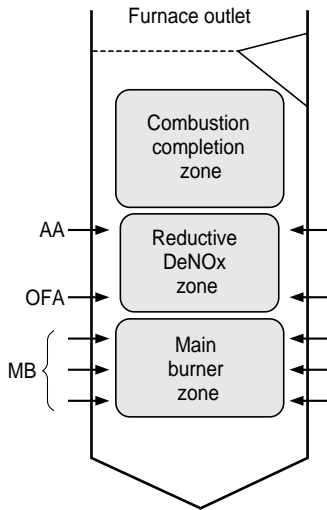 Furnace outlet
Combustion
completion
zone
AA
Reductive
DeNOx
zone
OFA
Main
burner
zone
MB